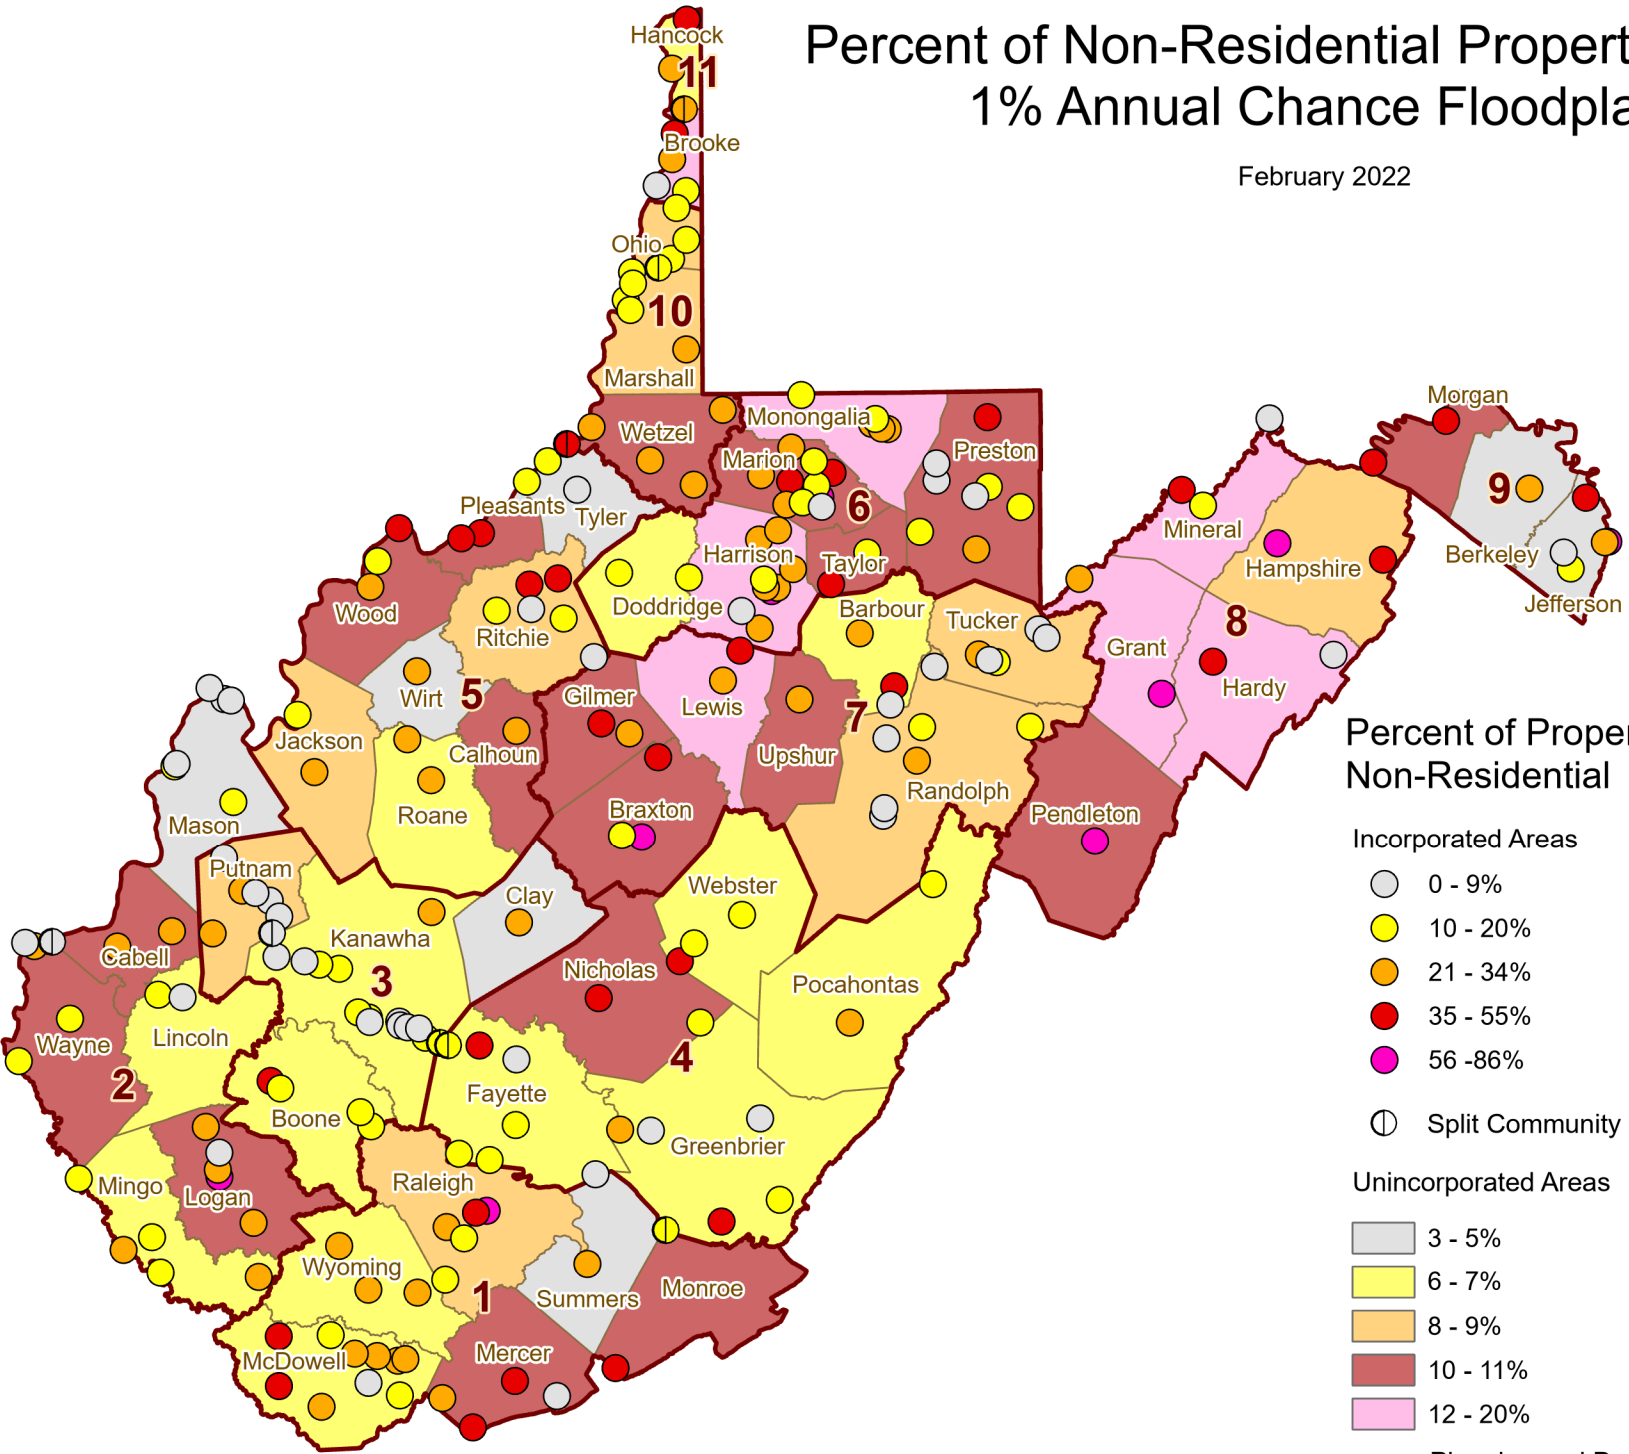 Percent of Non-Residential Propert
1% Annual Chance Floodpla
February 2022
Hancock
11
Brooke
Ohio
10
Marshall
Wetzel
Monongalia
Marion
Preston
Morgan
Pleasants
Tyler
6
9
Mineral
Harrison
Taylor
Hampshire
Berkeley
Jefferson
Wood
Doddridge
Barbour
Ritchie
Tucker
8
Grant
Hardy
Wirt
5
Gilmer
Lewis
7
Jackson
Calhoun
Upshur
Randolph
Roane
Braxton
Pendleton
Mason
Putnam
Clay
Webster
Kanawha
Cabell
3
Nicholas
Pocahontas
Wayne
Lincoln
2
4
Fayette
Boone
Greenbrier
Mingo
Logan
Raleigh
Wyoming
1
Summers
Monroe
McDowell
Mercer
Percent of Proper
Non-Residential
Incorporated Areas
0 - 9%
10 - 20%
21 - 34%
35 - 55%
56 -86%
Split Community
Unincorporated Areas
3 - 5%
6 - 7%
8 - 9%
10 - 11%
12 - 20%